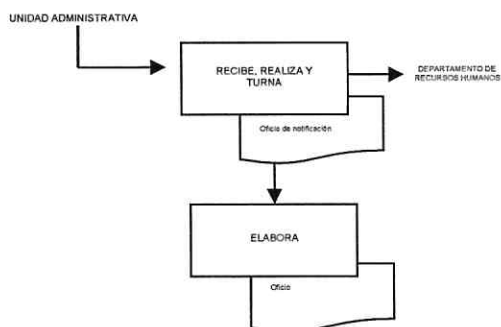 UNIDAD ADMINISTRATIVA
RECIBE, REALIZA Y
TURNA
DEPARTAMENTO DE
RECURSOS HUMANOS
Oficio de notificación
ELABORA
Oficio